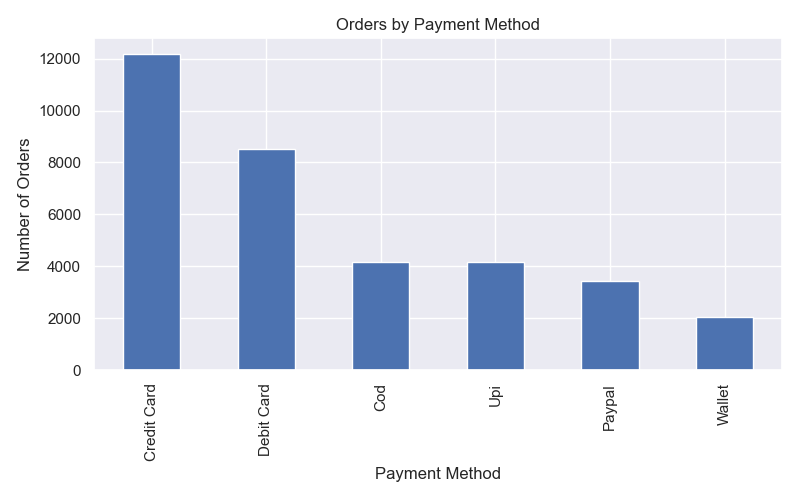 Orders by Payment Method
Number of Orders
12000
10000
8000
6000
4000
2000
0
Credit Card
Debit Card
Cod
Upi
Paypal
Wallet
Payment Method